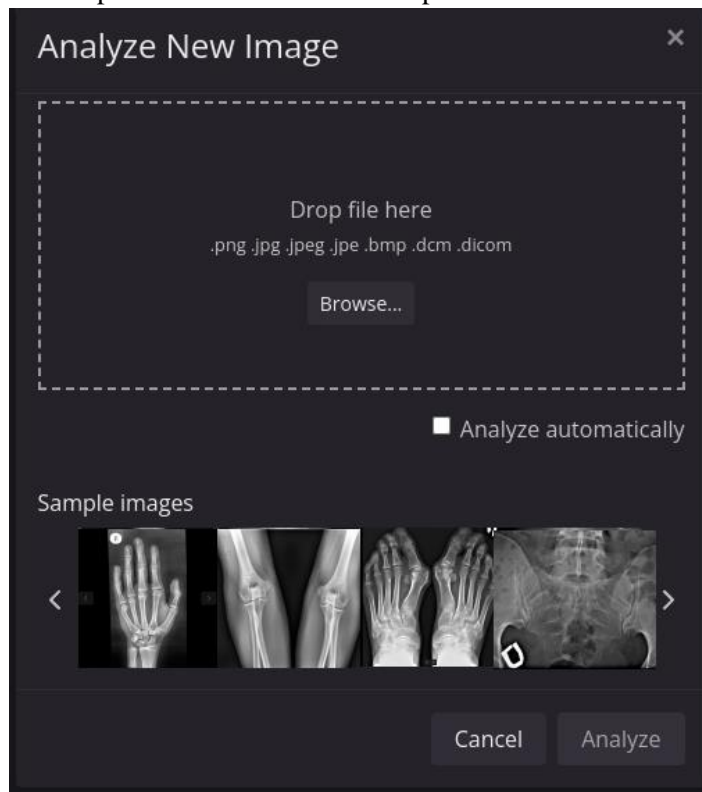 Analyze New Image
Drop file here
.png .jpg .jpeg .jpe .bmp .dcm .dicom
Browse...
Analyze automatically
Sample images
Cancel
Analyze